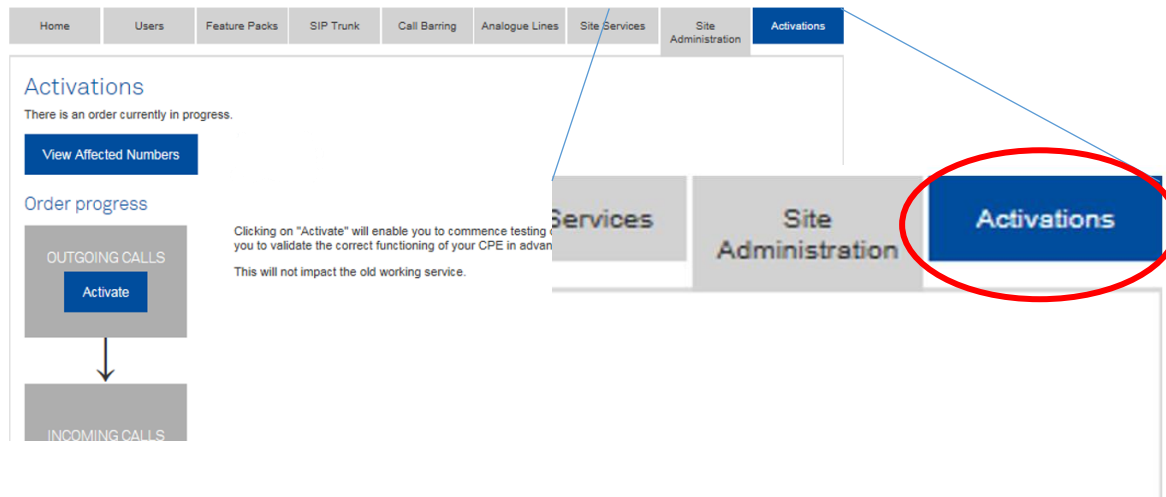 Home Users Feature Packs SIP Trunk Call Barring Analogue Lines Site Services Site Administration Activations
Activations
There is an order currently in progress.
View Affected Numbers
Order progress
OUTGOING CALLS
Activate
Clicking on "Activate" will enable you to commence testing
you to validate the correct functioning of your CPE in
This will not impact the old working service.
INCOMING CALLS
Services
Site
Administration
Activations